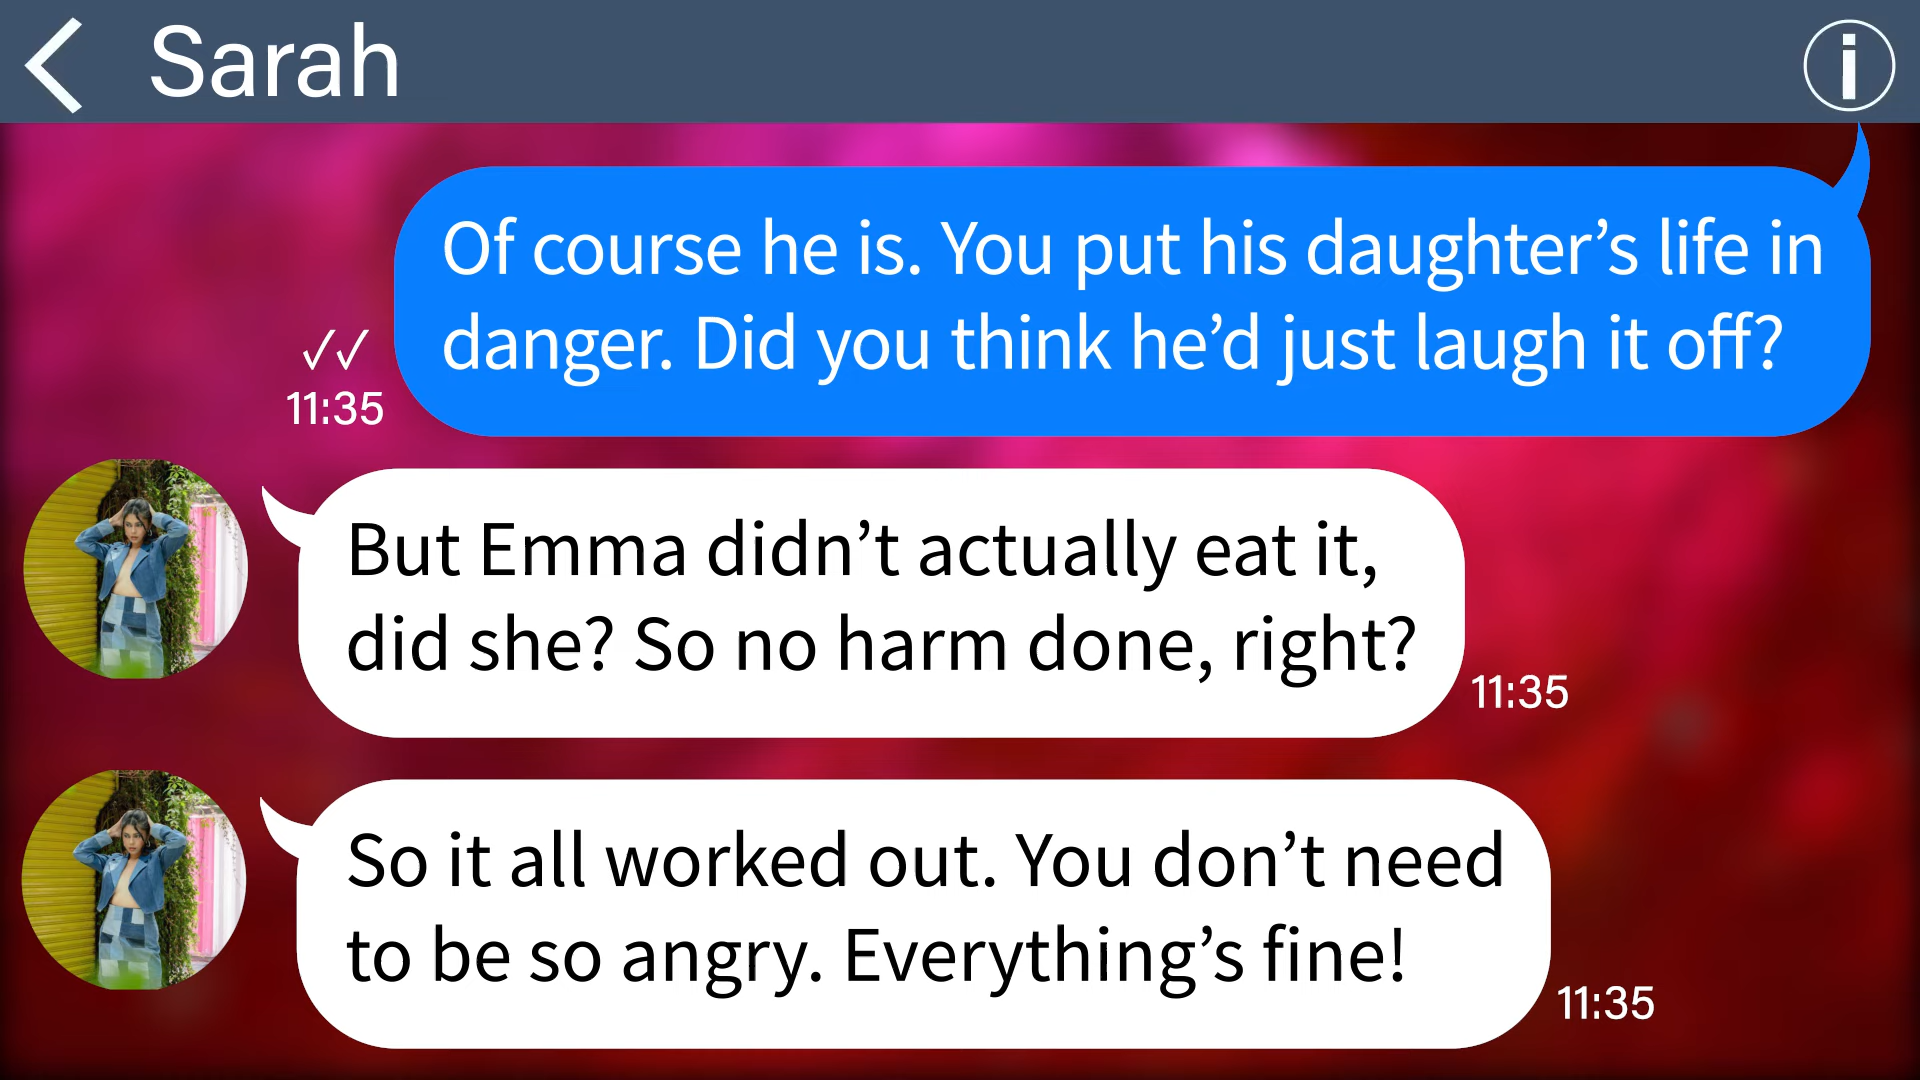 Sarah
Of course he is. You put his daughter’s life in
danger. Did you think he’d just laugh it off?
11:35
But Emma didn’t actually eat it,
did she? So no harm done, right?
11:35
So it all worked out. You don’t need
to be so angry. Everything’s fine!
11:35